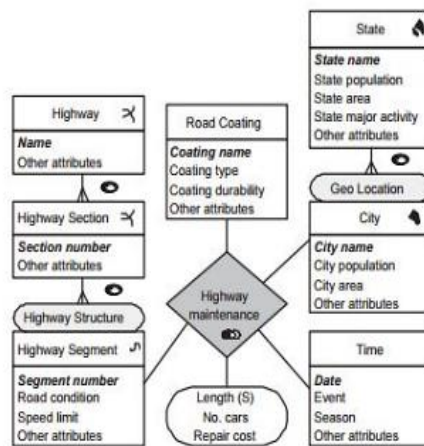 State
State name
State population
State area
State major activity
Other attributes
Highway
Name
Other attributes
Road Coating
Coating name
Coating type
Coating durability
Other attributes
Geo Location
Highway Section
Section number
Other attributes
City
City name
City population
City area
Other attributes
Highway
maintenance
Highway Structure
Highway Segment
Segment number
Road condition
Speed limit
Other attributes
Length (S)
No. cars
Repair cost
Time
Date
Event
Season
Other attributes